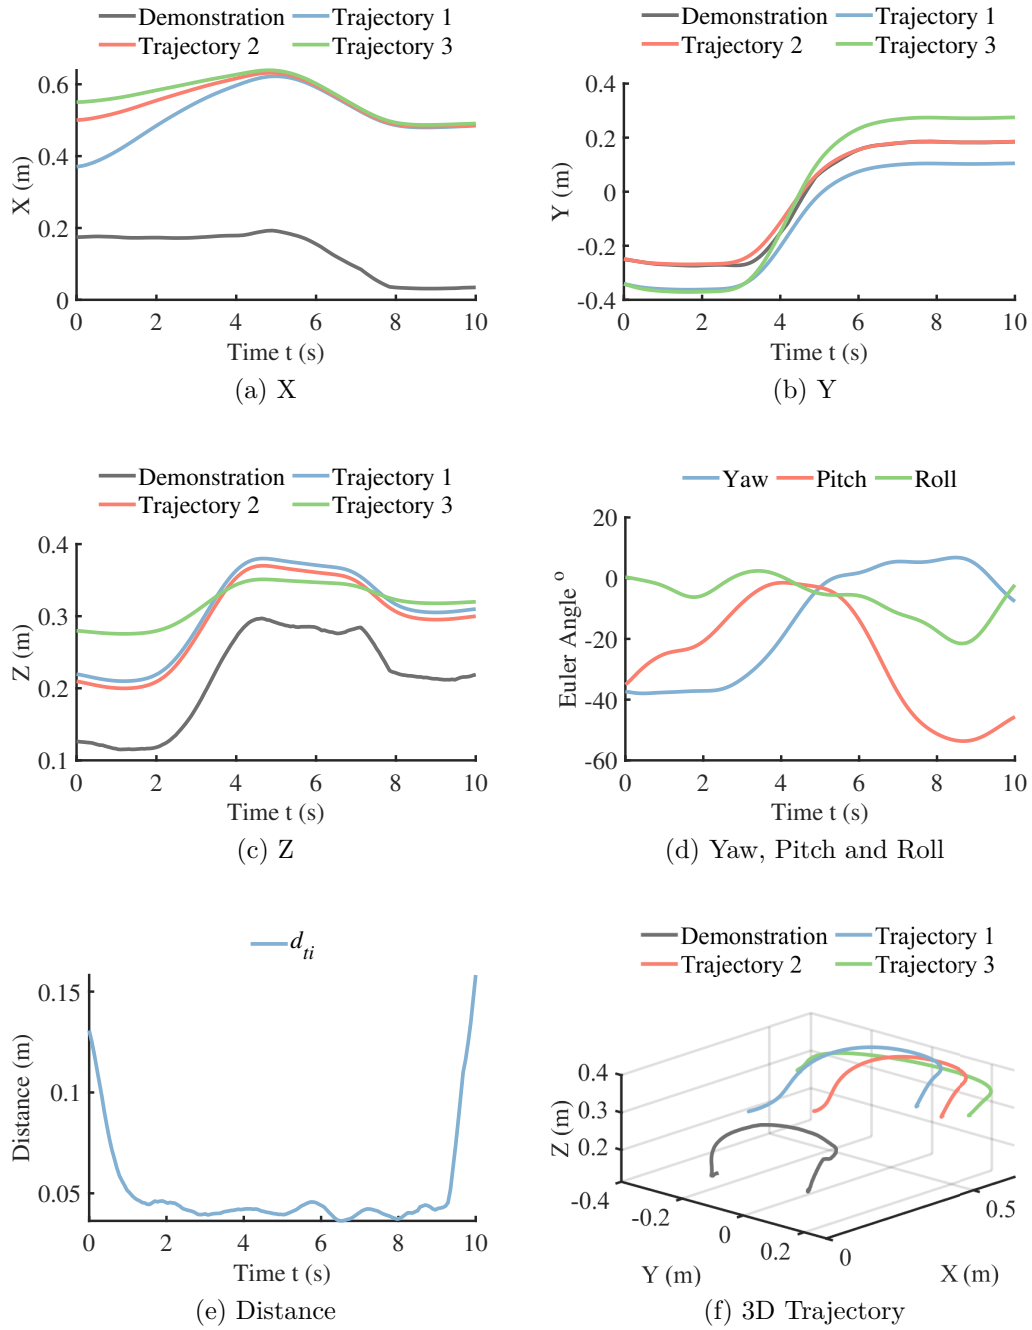 Demonstration Trajectory 1
Trajectory 2 Trajectory 3
X (m)
0.6
0.4
0.2
0
0 2 4 6 8 10
Time t (s)
(a) X
Demonstration Trajectory 1
Trajectory 2 Trajectory 3
Y (m)
0.4
0.2
0
-0.2
-0.4
0 2 4 6 8 10
Time t (s)
(b) Y
Demonstration Trajectory 1
Trajectory 2 Trajectory 3
Z (m)
0.4
0.3
0.2
0.1
0 2 4 6 8 10
Time t (s)
(c) Z
Yaw Pitch Roll
Euler Angle °
20
0
-20
-40
-60
0 2 4 6 8 10
Time t (s)
(d) Yaw, Pitch and Roll
d_ti
Distance (m)
0.15
0.1
0.05
0 2 4 6 8 10
Time t (s)
(e) Distance
Demonstration Trajectory 1
Trajectory 2 Trajectory 3
Z (m)
0.4
0.3
0.2
-0.4
-0.2
0
0.2
Y (m)
0
0.5
X (m)
(f) 3D Trajectory